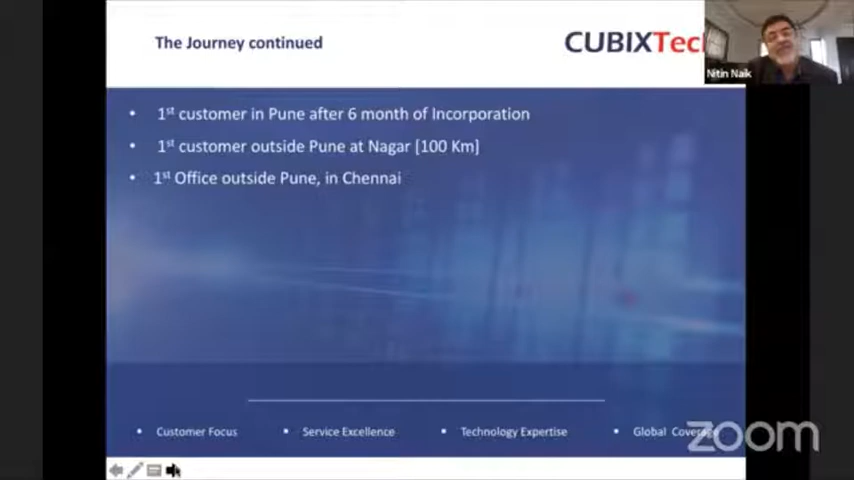 The Journey continued
CUBIXTec
Nitin Naik
• 1st customer in Pune after 6 month of Incorporation
• 1st customer outside Pune at Nagar [100 Km]
• 1st Office outside Pune, in Chennai
• Customer Focus • Service Excellence • Technology Expertise • Global Coverage
zoom